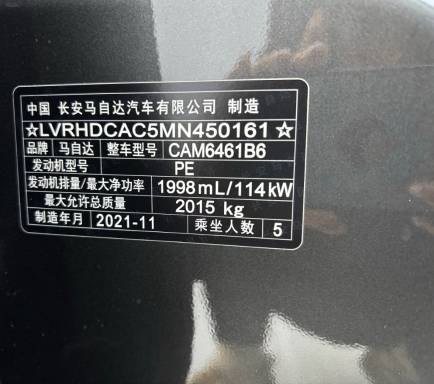 中国 长安马自达汽车有限公司 制造
☆LVRHDCAC5MN450161☆
品牌 马自达 整车型号 CAM6461B6
发动机型号 PE
发动机排量/最大净功率 1998mL/114kW
最大允许总质量 2015 kg
制造年月 2021-11 乘坐人数 5